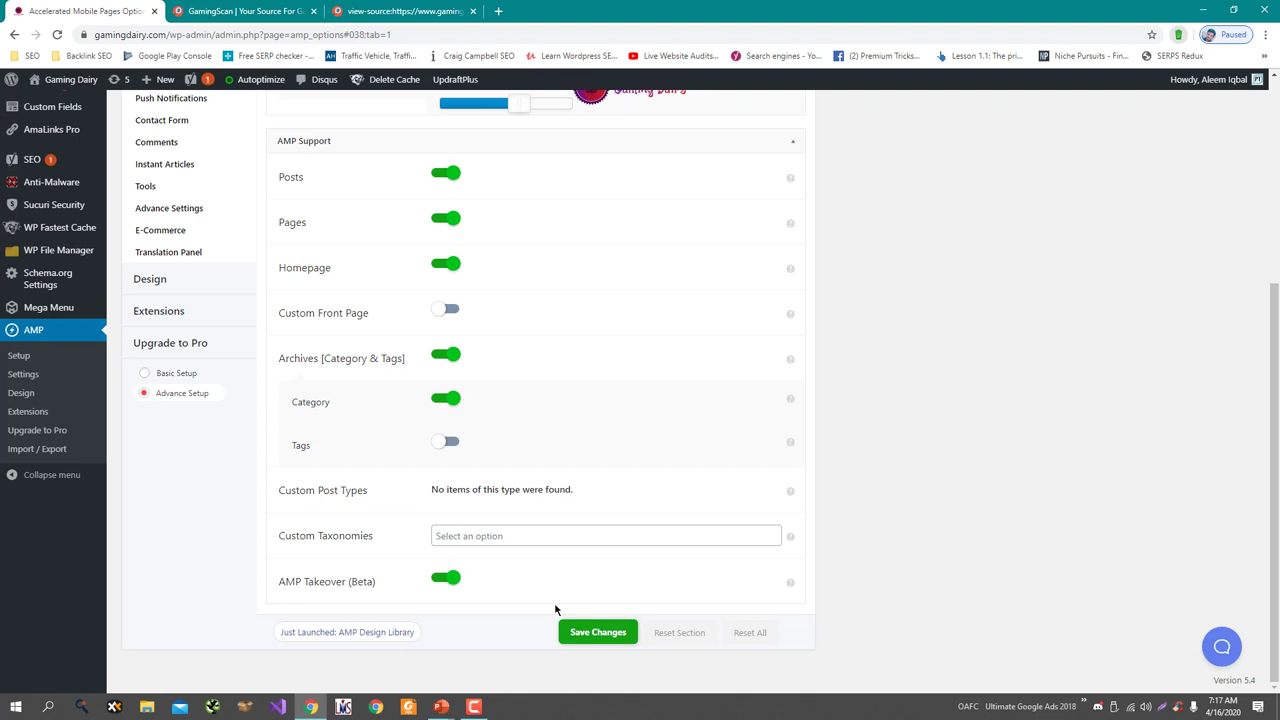 Accelerated Mobile Pages Optio
GamingScan | Your Source For G
view-source:https://www.gaming
gamingdairy.com/wp-admin/admin.php?page=amp_options#038;tab=1
Paused
SEO
Backlink SEO
Google Play Console
Free SERP checker -...
Traffic Vehicle, Traffi...
Craig Campbell SEO
Learn Wordpress SE...
Live Website Audits...
Search engines - Yo...
(2) Premium Tricks...
Lesson 1.1: The pri...
Niche Pursuits - Fin...
SERPS Redux
Gaming Dairy
5
New
1
Autoptimize
Disqus
Delete Cache
UpdraftPlus
Howdy, Aleem Iqbal
Custom Fields
AmaLinks Pro
SEO 1
Anti-Malware
Sucuri Security
WP Fastest Cache
WP File Manager
Schema.org
Settings
Mega Menu
AMP
Setup
Settings
Design
Extensions
Upgrade to Pro
Import / Export
Collapse menu
Push Notifications
Contact Form
Comments
Instant Articles
Tools
Advance Settings
E-Commerce
Translation Panel
Design
Extensions
Upgrade to Pro
Basic Setup
Advance Setup
Gaming Dairy
AMP Support
Posts
Pages
Homepage
Custom Front Page
Archives [Category & Tags]
Category
Tags
Custom Post Types
No items of this type were found.
Custom Taxonomies
Select an option
AMP Takeover (Beta)
Just Launched: AMP Design Library
Save Changes
Reset Section
Reset All
Version 5.4
OAFC
Ultimate Google Ads 2018
7:17 AM
4/16/2020